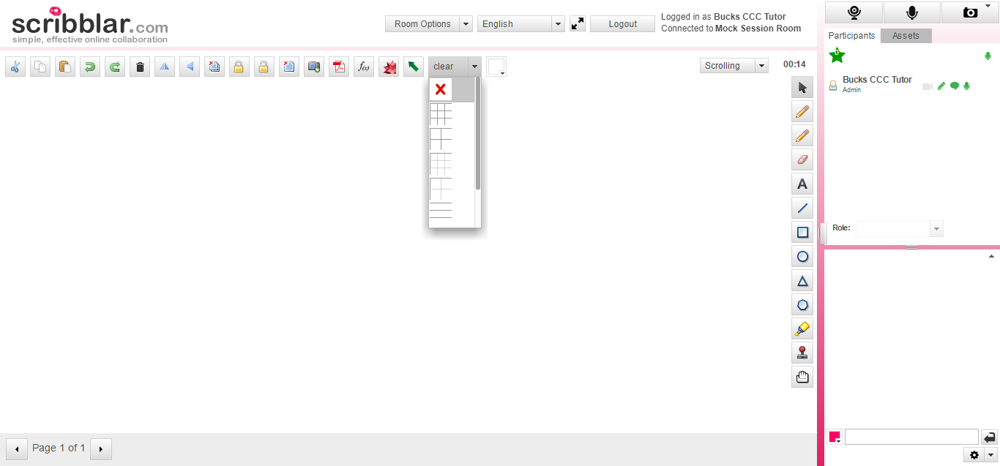 scribblar.com
simple, effective online collaboration
Room Options
English
Logout
Logged in as Bucks CCC Tutor
Connected to Mock Session Room
f(x)
clear
Scrolling
00:14
A
Participants
Assets
0
Bucks CCC Tutor
Admin
Role:
Page 1 of 1